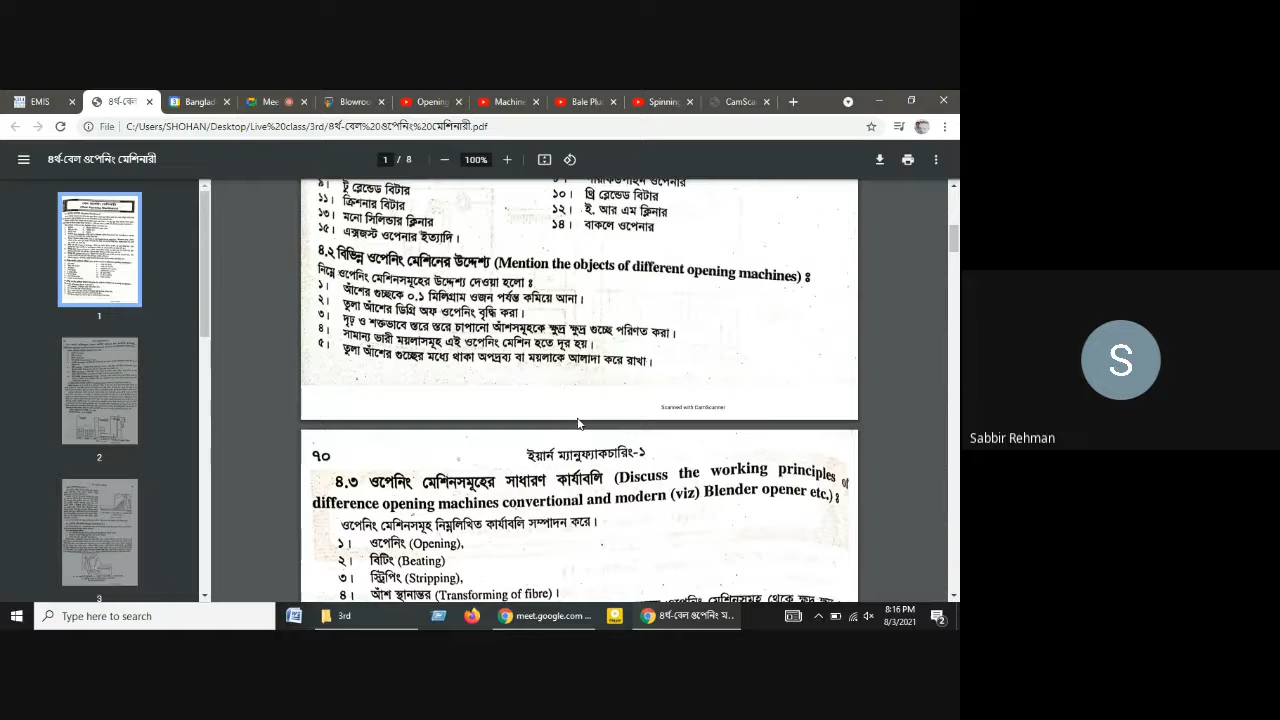 EMIS
৪র্থ-বেল
Banglad
Mee
Blowrou
Opening
Machine
Bale Plu
Spinning
CamSca
File C:/Users/SHOHAN/Desktop/Live%20class/3rd/৪র্থ-বেল%20ওপেনিং%20মেশিনারী.pdf
৪র্থ-বেল ওপেনিং মেশিনারী
1 / 8
100%
৯। টু ব্লেন্ডেড বিটার
১০। থ্রি ব্লেন্ডেড বিটার
১১। ক্রিশনার বিটার
১২। ই. আর এম ক্লিনার
১৩। মনো সিলিন্ডার ক্লিনার
১৪। বাকলে ওপেনার
১৫। এক্সজস্ট ওপেনার ইত্যাদি।
৪.২ বিভিন্ন ওপেনিং মেশিনের উদ্দেশ্য (Mention the objects of different opening machines) ঃ
নিম্নে ওপেনিং মেশিনসমূহের উদ্দেশ্য দেওয়া হলো ঃ
১। আঁশের গুচ্ছকে ০.১ মিলিগ্রাম ওজন পর্যন্ত কমিয়ে আনা।
২। তুলা আঁশের ডিগ্রি অফ ওপেনিং বৃদ্ধি করা।
৩। দৃঢ় ও শক্তভাবে স্তরে স্তরে চাপানো আঁশসমূহকে ক্ষুদ্র ক্ষুদ্র গুচ্ছে পরিণত করা।
৪। সামান্য ভারী ময়লাসমূহ এই ওপেনিং মেশিন হতে দূর হয়।
৫। তুলা আঁশের গুচ্ছের মধ্যে থাকা অপদ্রব্য বা ময়লাকে আলাদা করে রাখা।
Scanned with CamScanner
৭০
ইয়ার্ন ম্যানুফ্যাকচারিং-১
৪.৩ ওপেনিং মেশিনসমূহের সাধারণ কার্যাবলি (Discuss the working principles of
difference opening machines convertional and modern (viz) Blender opener etc.) ঃ
ওপেনিং মেশিনসমূহ নিম্নলিখিত কার্যাবলি সম্পাদন করে।
১। ওপেনিং (Opening),
২। বিটিং (Beating)
৩। স্ট্রিপিং (Stripping),
৪। আঁশ স্থানান্তর (Transforming of fibre)।
1
2
3
S
Sabbir Rehman
Type here to search
3rd
meet.google.com ...
৪র্থ-বেল ওপেনিং ম...
8:16 PM
8/3/2021
2